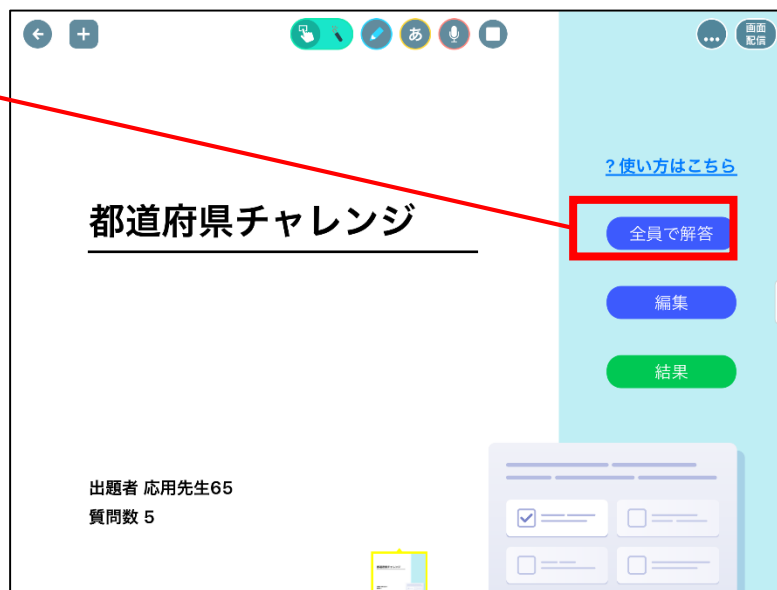 あ
...
画面
配信
?使い方はこちら
全員で解答
都道府県チャレンジ
編集
結果
出題者 応用先生65
質問数 5